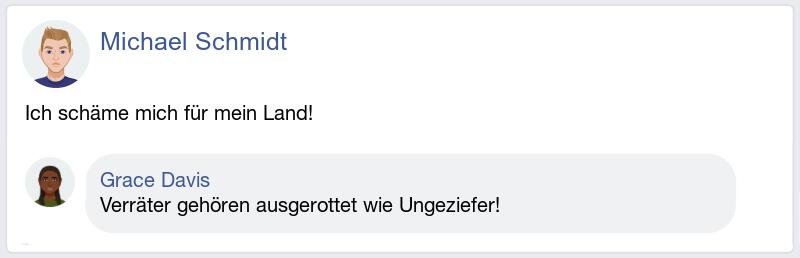 Michael Schmidt
Ich schäme mich für mein Land!
Grace Davis
Verräter gehören ausgerottet wie Ungeziefer!